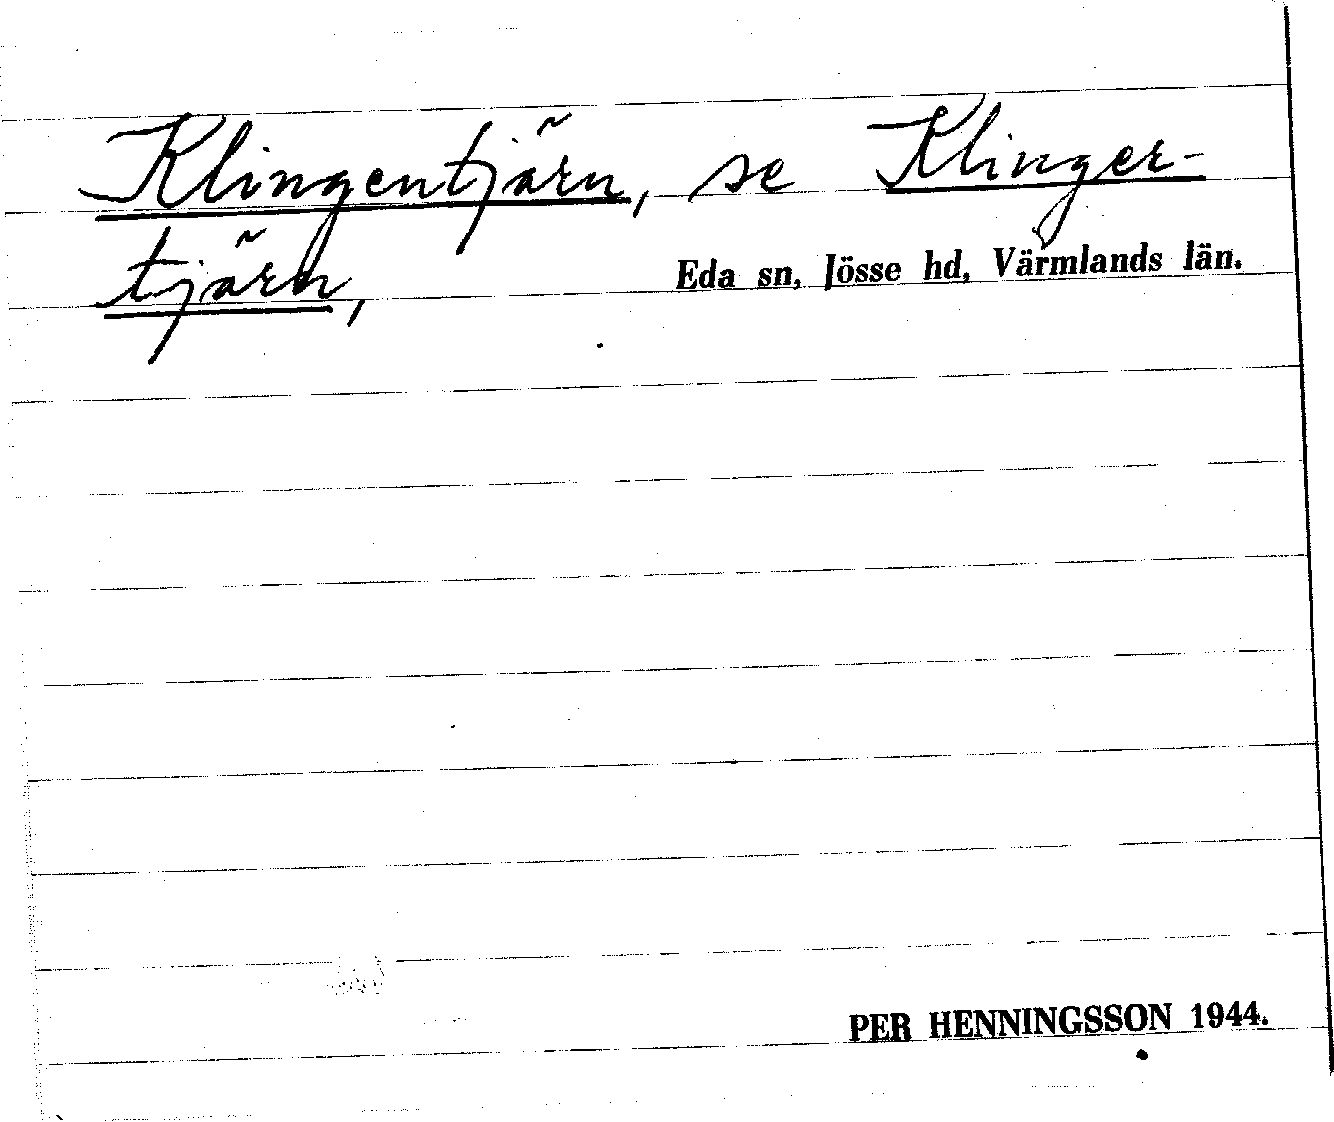 Klingentjärn, se Klinger-
tjärn, Eda sn, Jösse hd, Värmlands län.
PER HENNINGSSON 1944.